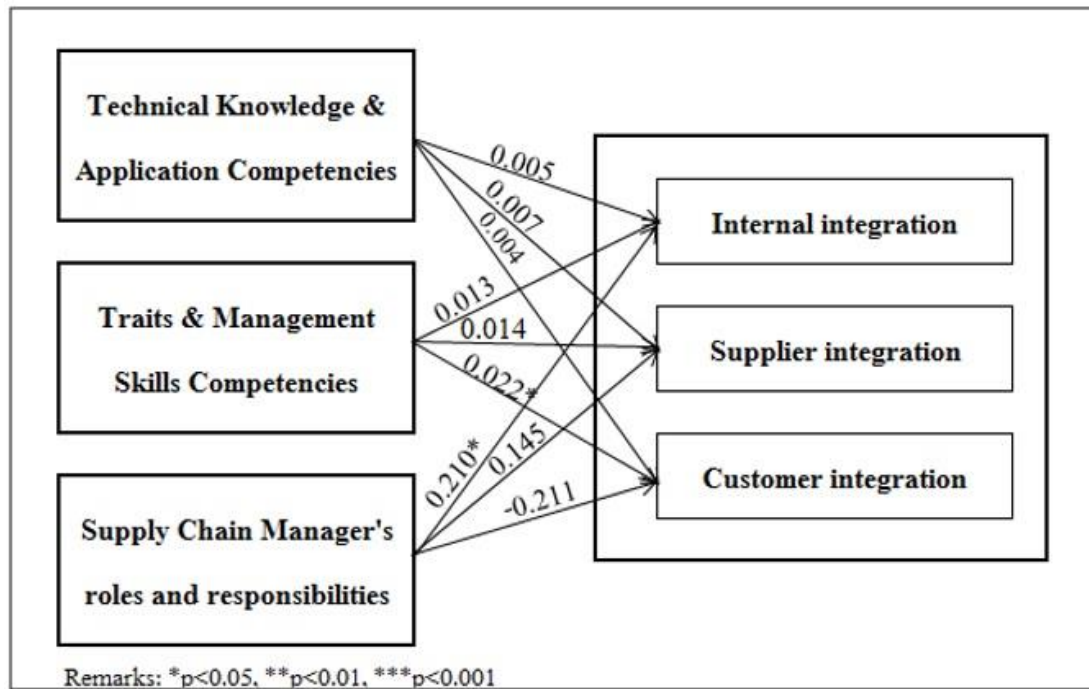 Technical Knowledge &
Application Competencies
Traits & Management
Skills Competencies
Supply Chain Manager's
roles and responsibilities
0.005
0.007
0.004
0.013
0.014
0.022*
0.210*
0.145
-0.211
Internal integration
Supplier integration
Customer integration
Remarks: *p<0.05, **p<0.01, ***p<0.001